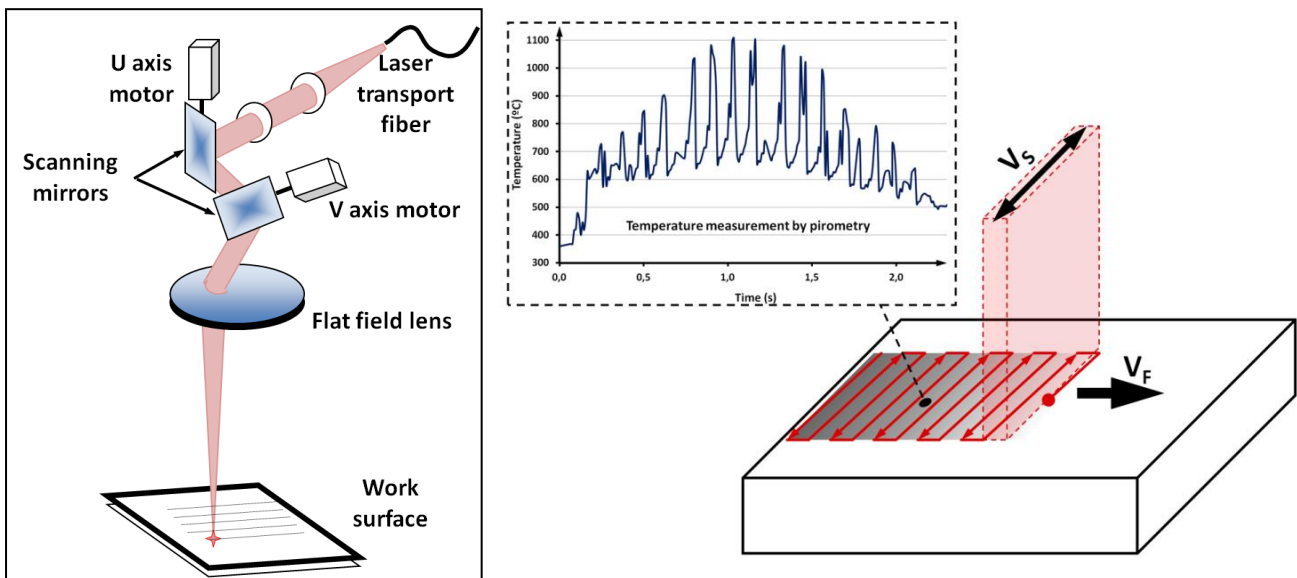 U axis
motor
Laser
transport
fiber
Scanning
mirrors
V axis motor
Flat field lens
Work
surface
Temperature (ºC)
1100
1000
900
800
700
600
500
400
300
Temperature measurement by pirometry
0,0
0,5
1,0
1,5
2,0
Time (s)
VS
VF